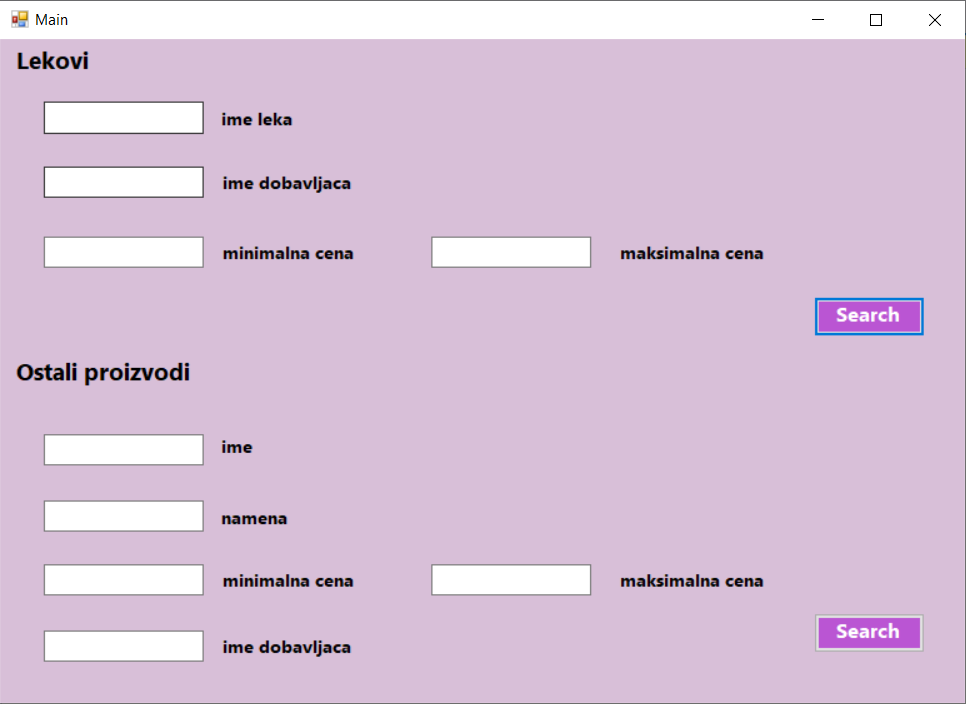 Main
Lekovi
ime leka
ime dobavljaca
minimalna cena maksimalna cena
Search
Ostali proizvodi
ime
namena
minimalna cena maksimalna cena
Search
ime dobavljaca